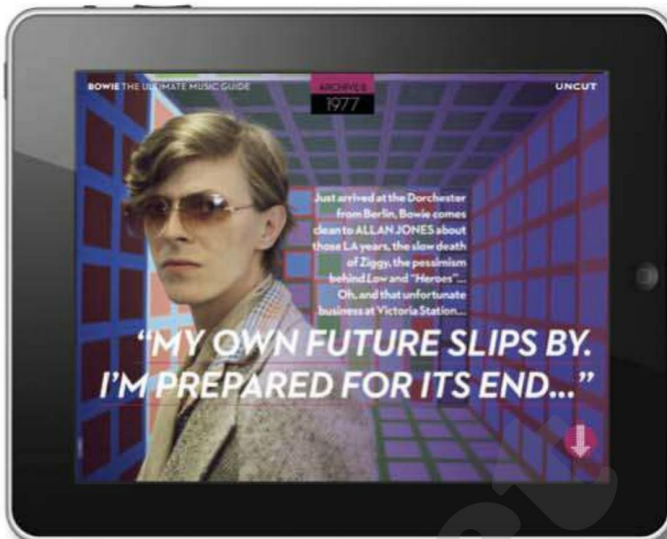 BOWIE THE ULTIMATE MUSIC GUIDE
ARCHIVE 8
1977
UNCUT
Just arrived at the Dorchester
from Berlin, Bowie comes
clean to ALLAN JONES about
those LA years, the slow death
of Ziggy, the pessimism
behind Low and “Heroes”...
Oh, and that unfortunate
business at Victoria Station...
“MY OWN FUTURE SLIPS BY.
I’M PREPARED FOR ITS END...”